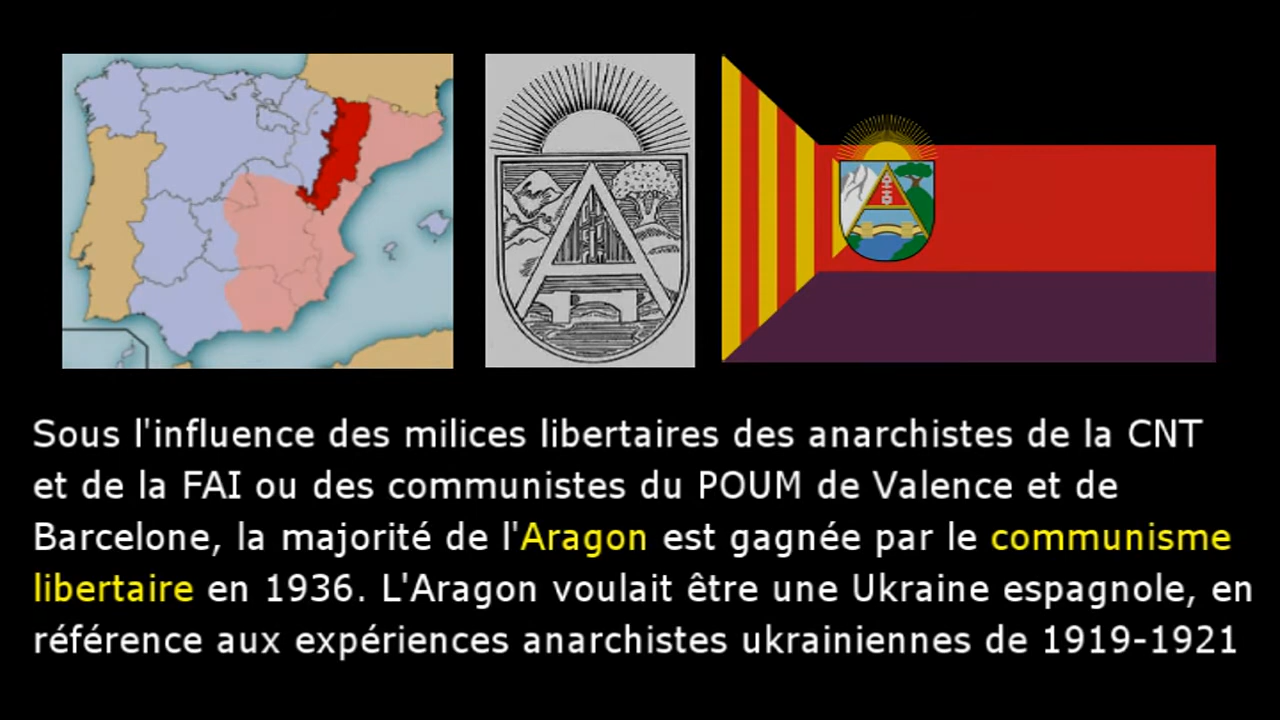 Sous l'influence des milices libertaires des anarchistes de la CNT
et de la FAI ou des communistes du POUM de Valence et de
Barcelone, la majorité de l'Aragon est gagnée par le communisme
libertaire en 1936. L'Aragon voulait être une Ukraine espagnole, en
référence aux expériences anarchistes ukrainiennes de 1919-1921